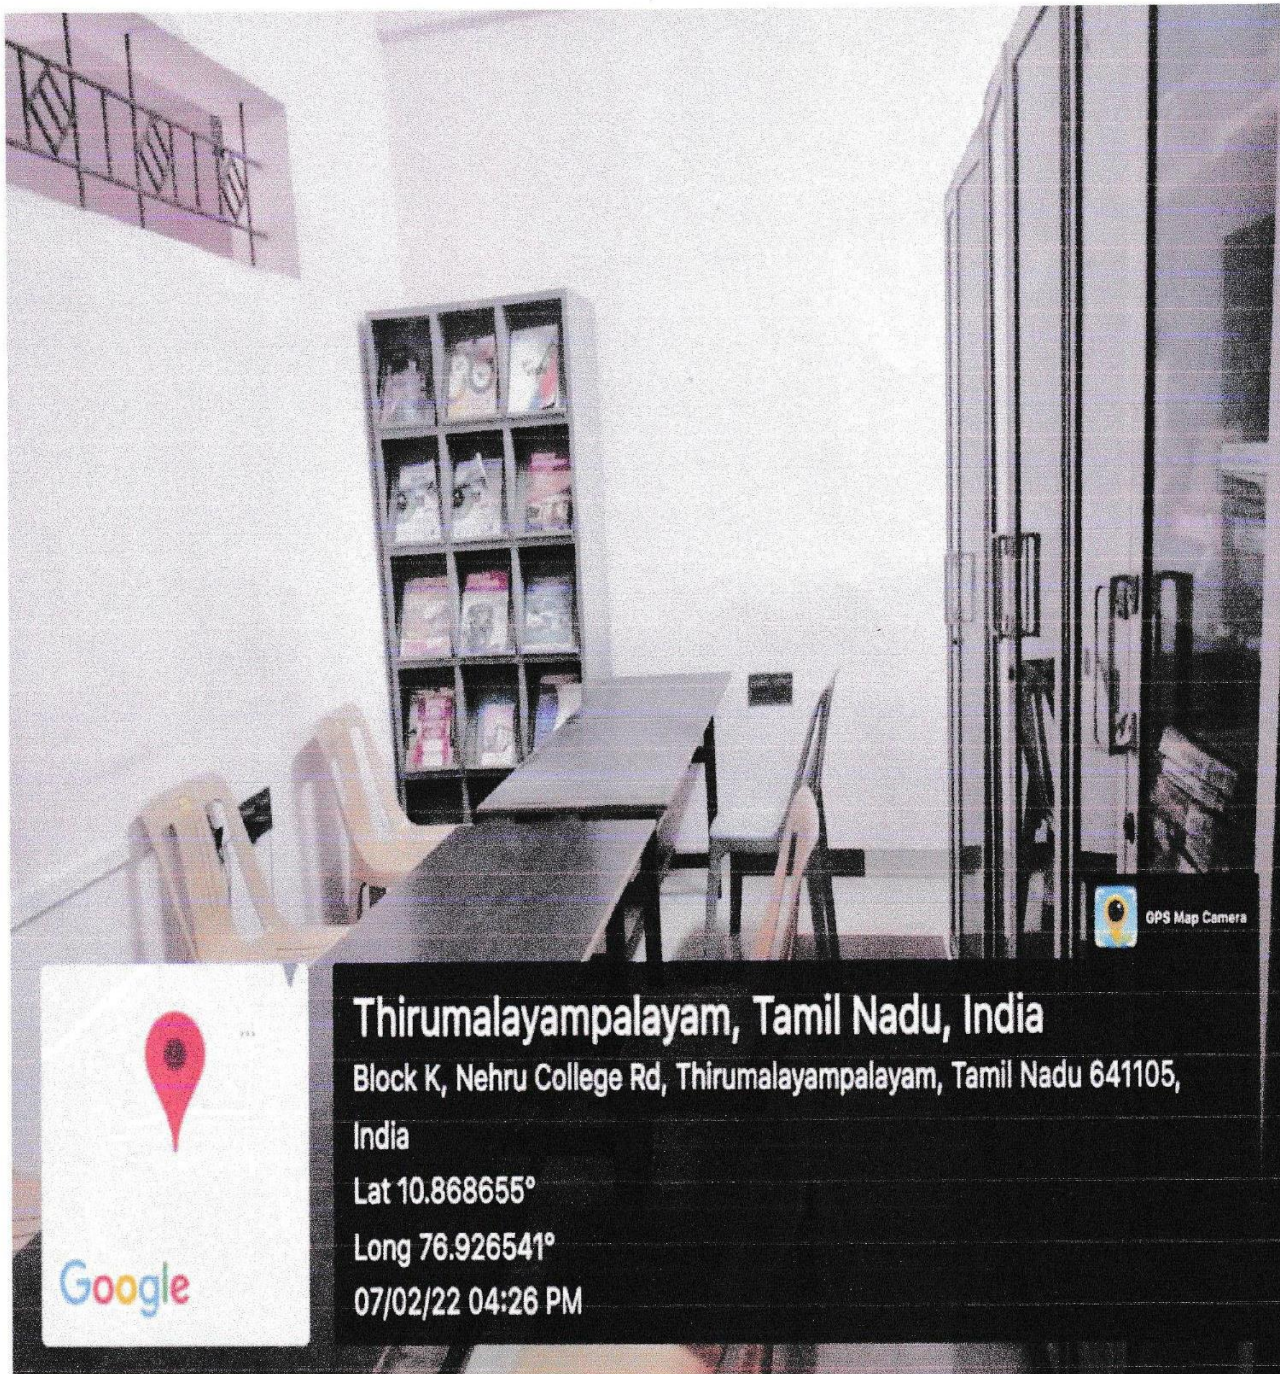 GPS Map Camera
Thirumalayampalayam, Tamil Nadu, India
Block K, Nehru College Rd, Thirumalayampalayam, Tamil Nadu 641105,
India
Lat 10.868655°
Long 76.926541°
07/02/22 04:26 PM
Google